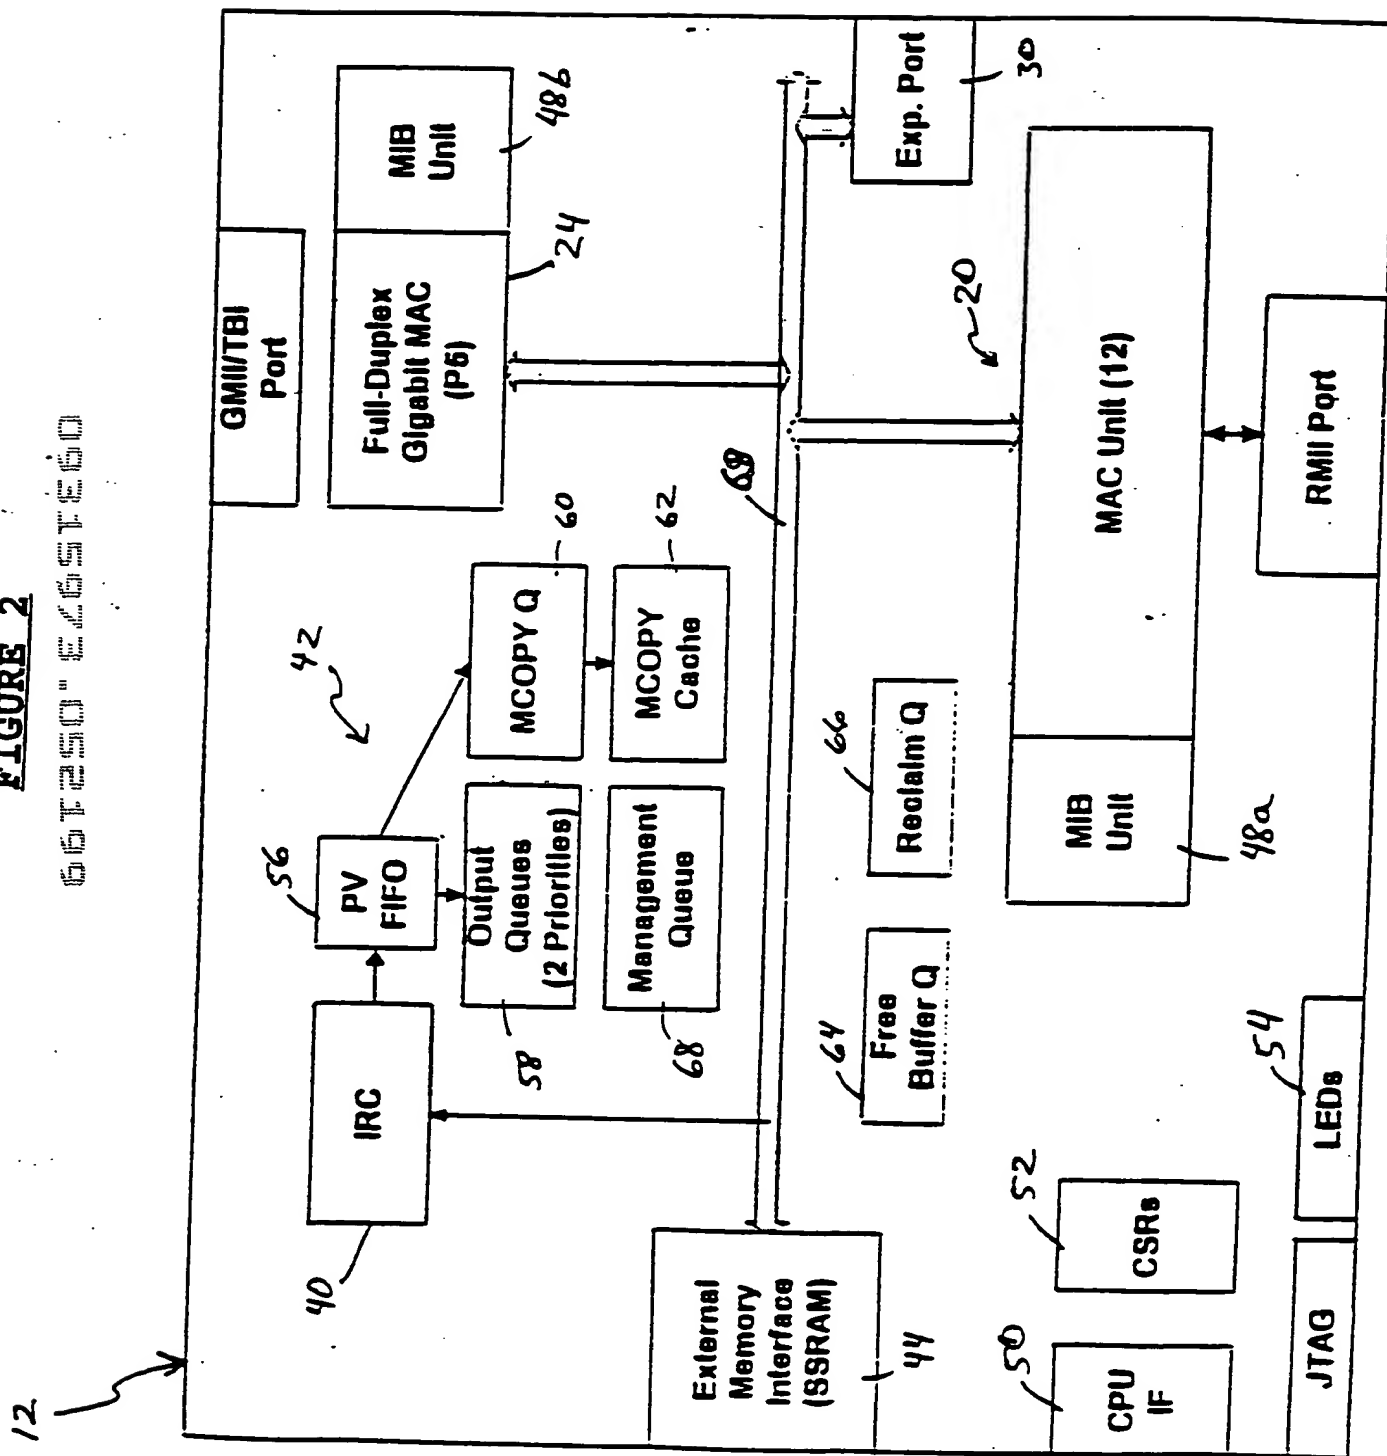 FIGURE 2
09315973.052199
12
GMII/TBI
Port
40
IRC
56
PV
FIFO
42
Full-Duplex
Gigabit MAC
(P5)
24
MIB
Unit
48b
Output
Queues
(2 Priorities)
58
MCOPY Q
60
Management
Queue
68
MCOPY
Cache
62
External
Memory
Interface
(SSRAM)
44
Exp. Port
30
64
Free
Buffer Q
66
Reclaim Q
20
50
CPU
IF
52
CSRs
MIB
Unit
48a
MAC Unit (12)
JTAG
LEDs
54
RMII Port